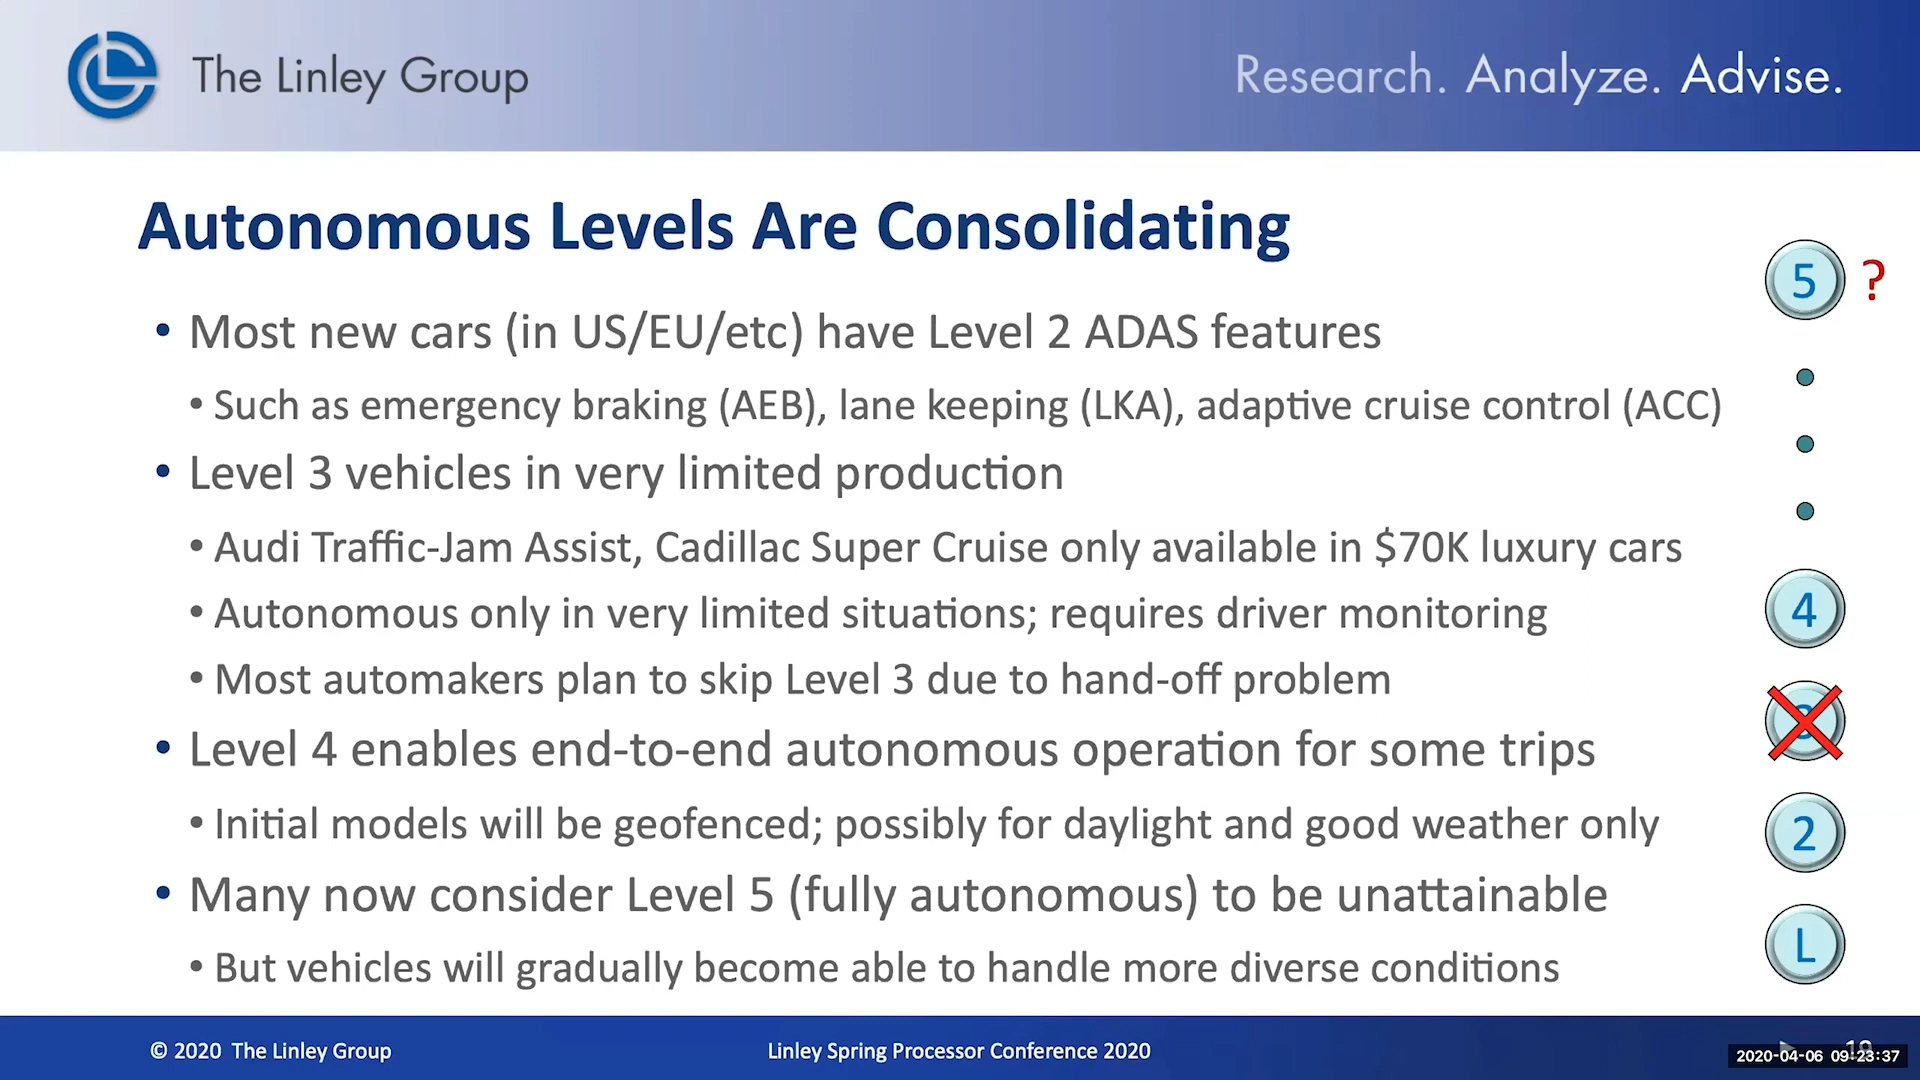 The Linley Group
Research. Analyze. Advise.
Autonomous Levels Are Consolidating
• Most new cars (in US/EU/etc) have Level 2 ADAS features
• Such as emergency braking (AEB), lane keeping (LKA), adaptive cruise control (ACC)
• Level 3 vehicles in very limited production
• Audi Traffic-Jam Assist, Cadillac Super Cruise only available in $70K luxury cars
• Autonomous only in very limited situations; requires driver monitoring
• Most automakers plan to skip Level 3 due to hand-off problem
• Level 4 enables end-to-end autonomous operation for some trips
• Initial models will be geofenced; possibly for daylight and good weather only
• Many now consider Level 5 (fully autonomous) to be unattainable
• But vehicles will gradually become able to handle more diverse conditions
5 ?
4
3
2
L
© 2020 The Linley Group
Linley Spring Processor Conference 2020
19
2020-04-06 09:23:37